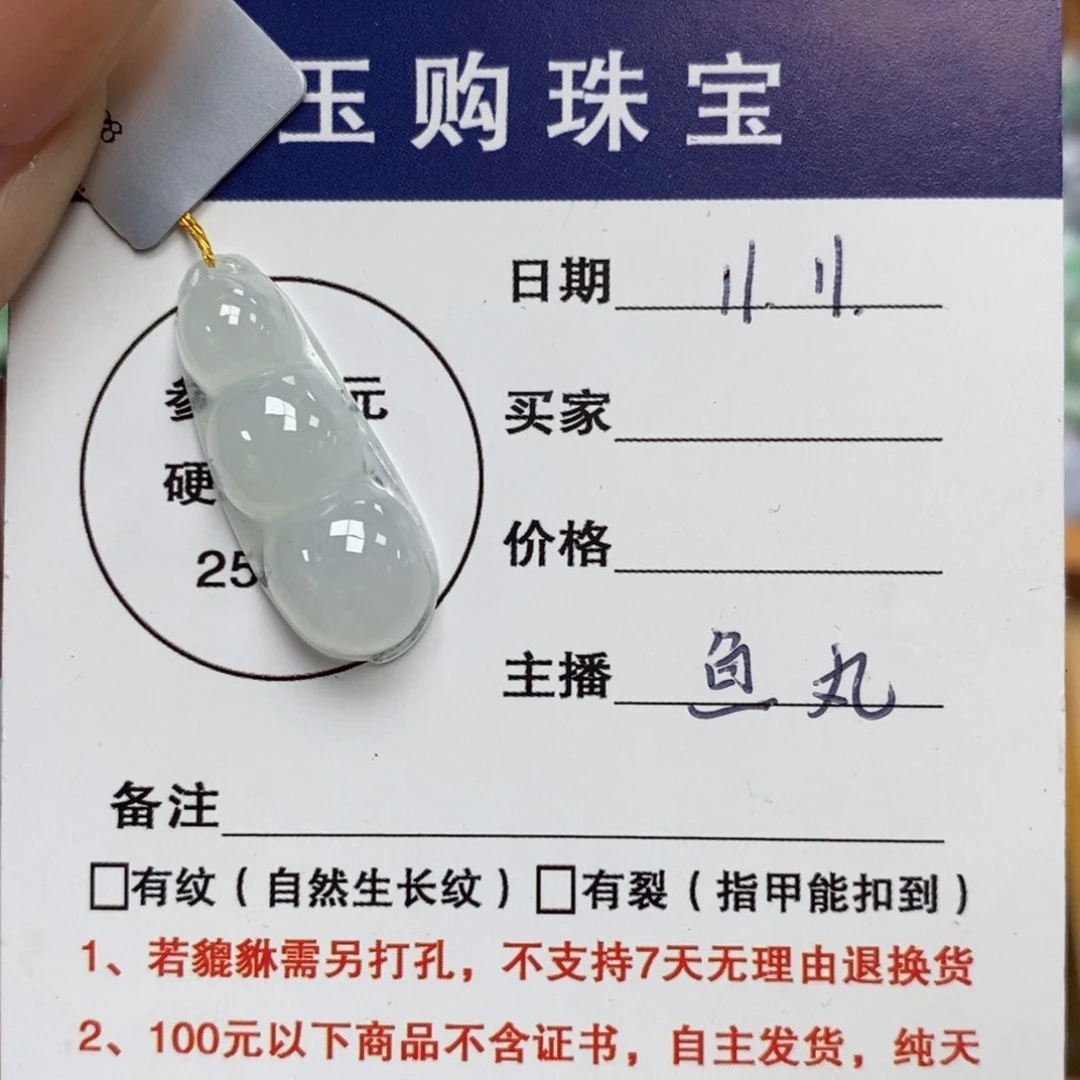 玉购珠宝
日期 11.11.
元
买家
硬
价格
25
主播 鱼丸
备注
□有纹（自然生长纹）□有裂（指甲能扣到）
1、若貔貅需另打孔，不支持7天无理由退换货
2、100元以下商品不含证书，自主发货，纯天